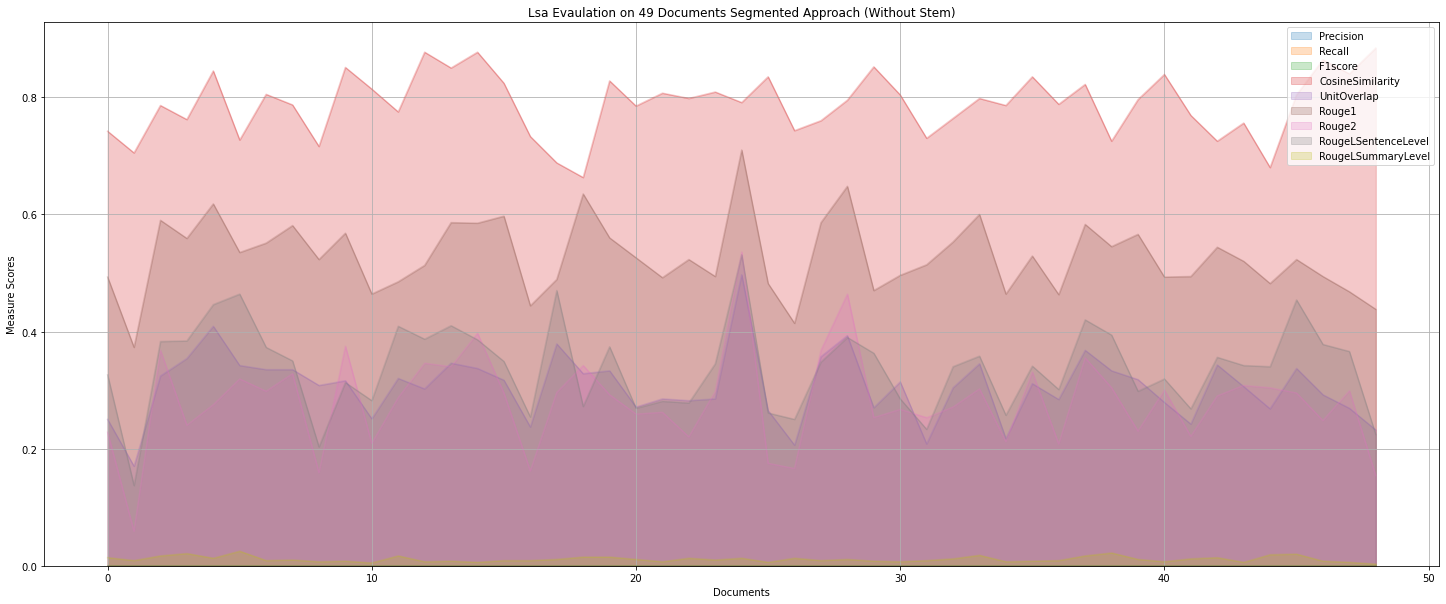 Lsa Evaulation on 49 Documents Segmented Approach (Without Stem)
Precision
Recall
F1score
CosineSimilarity
UnitOverlap
Rouge1
Rouge2
RougeLSentenceLevel
RougeLSummaryLevel
Measure Scores
0.8
0.6
0.4
0.2
0.0
0
10
20
30
40
50
Documents